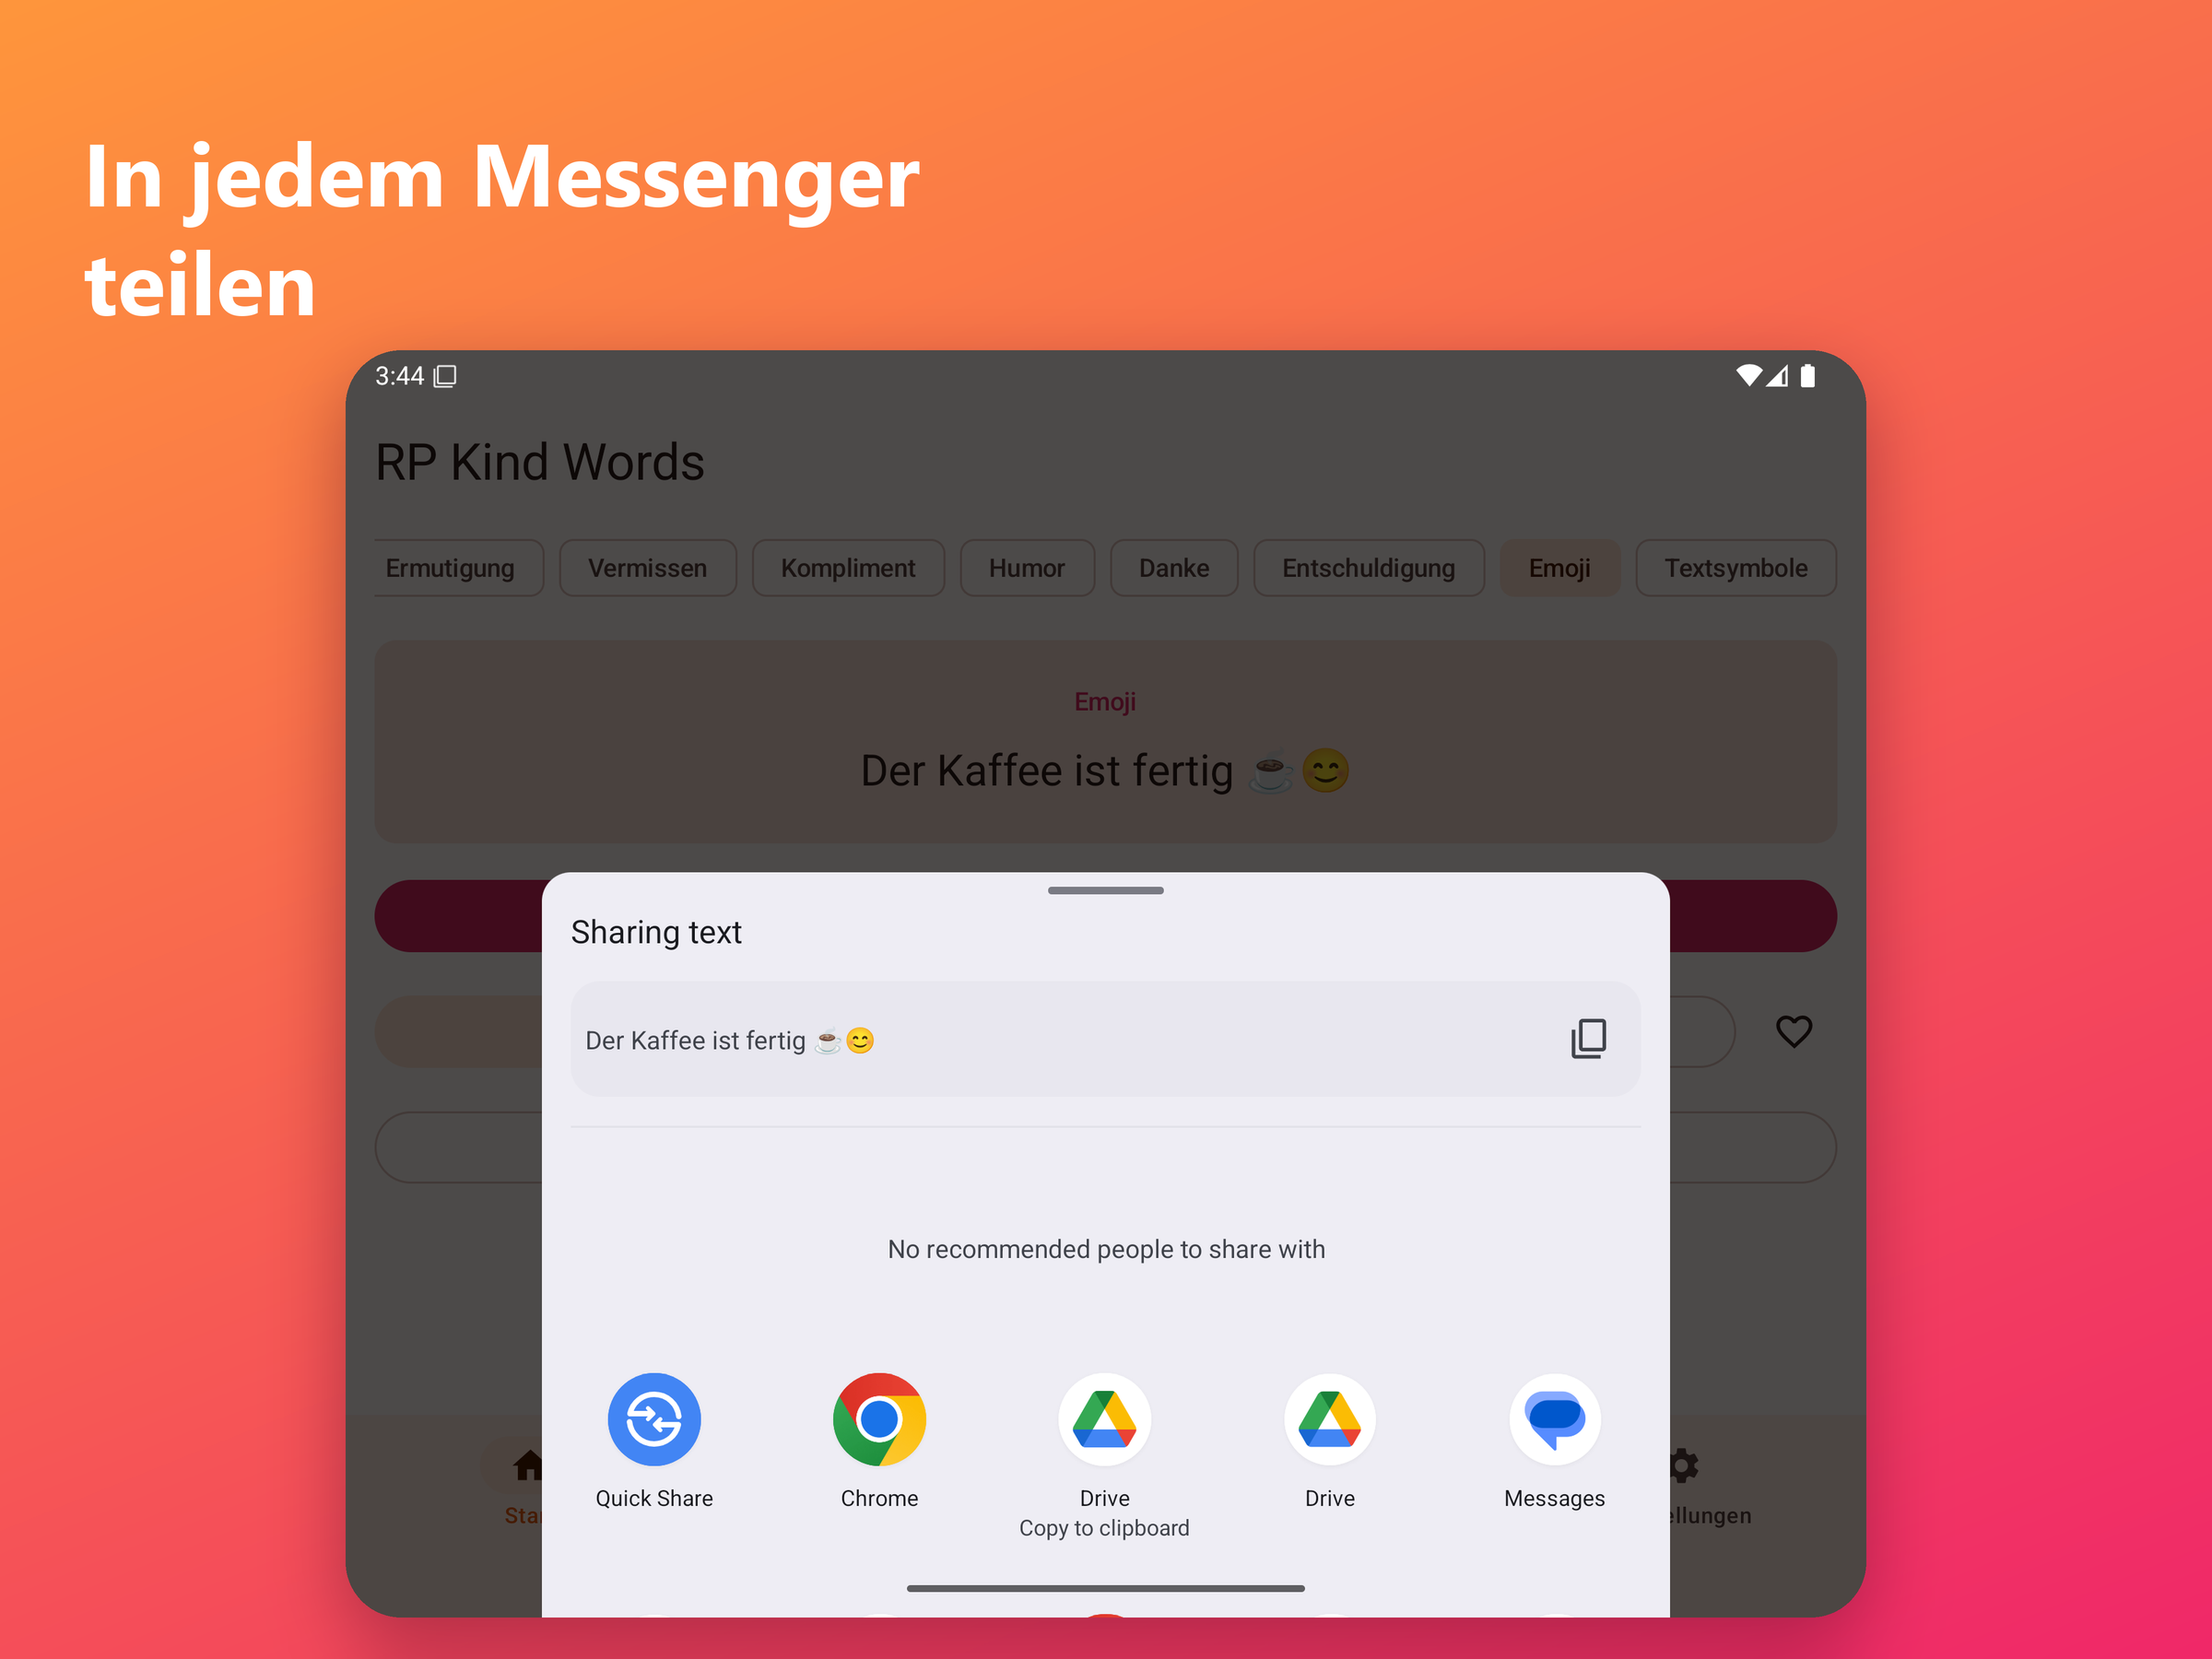 In jedem Messenger
teilen
3:44
RP Kind Words
Ermutigung Vermissen Kompliment Humor Danke Entschuldigung Emoji Textsymbole
Emoji
Der Kaffee ist fertig ☕😊
Sharing text
Der Kaffee ist fertig ☕😊
No recommended people to share with
Quick Share Chrome Drive Drive Messages
Copy to clipboard